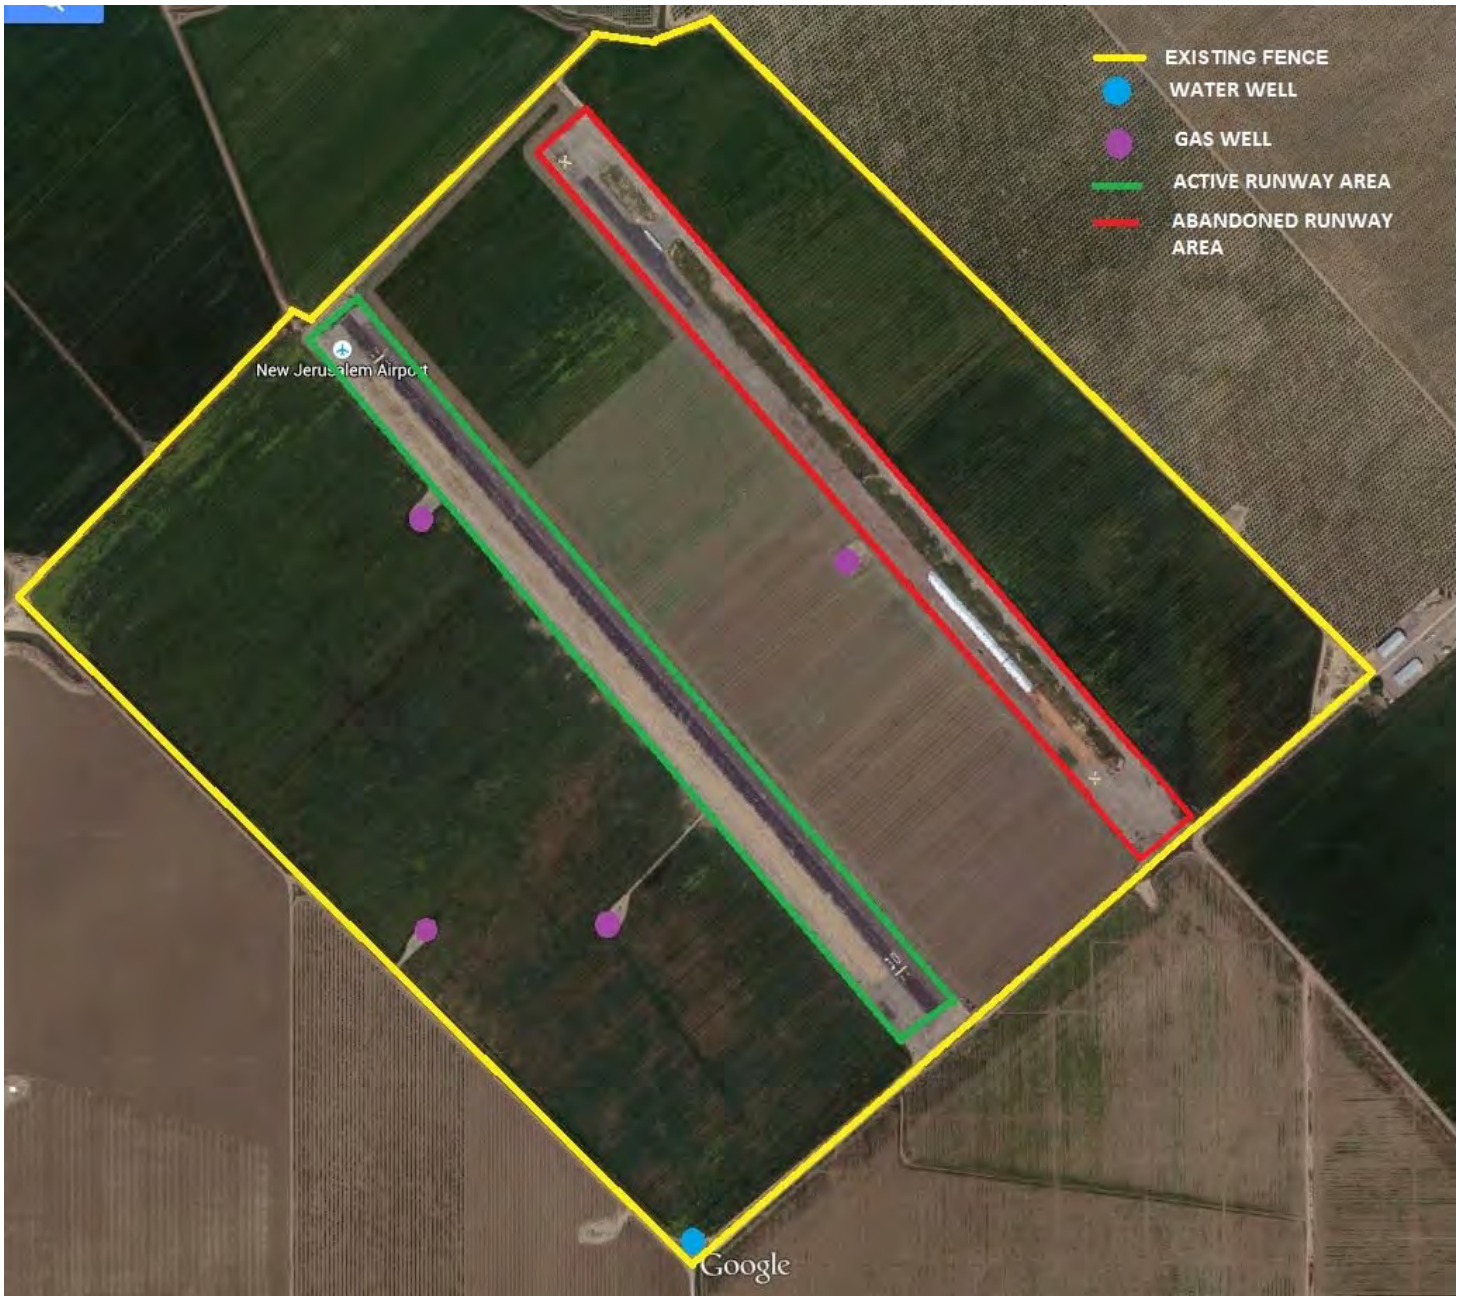 EXISTING FENCE
WATER WELL
GAS WELL
ACTIVE RUNWAY AREA
ABANDONED RUNWAY
AREA
New Jerusalem Airport
Google